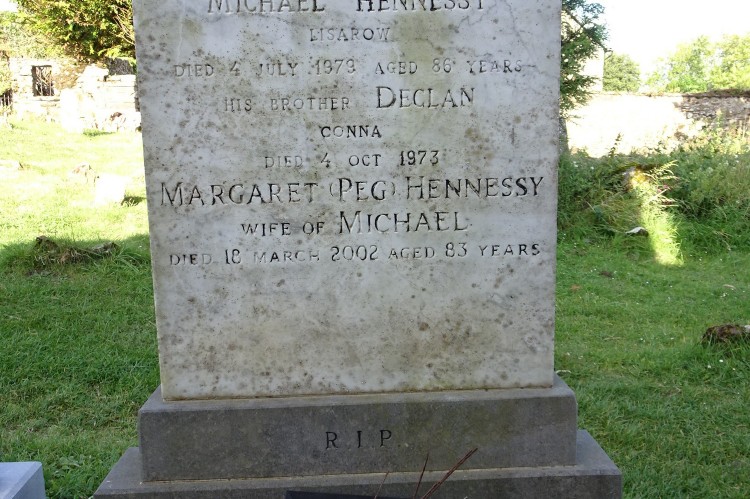 MICHAEL HENNESSY
LISAROW
DIED 4 JULY 1979 AGED 86 YEARS
HIS BROTHER DECLAN
CONNA
DIED 4 OCT 1973
MARGARET (PEG) HENNESSY
WIFE OF MICHAEL
DIED 18 MARCH 2002 AGED 83 YEARS
R.I.P.